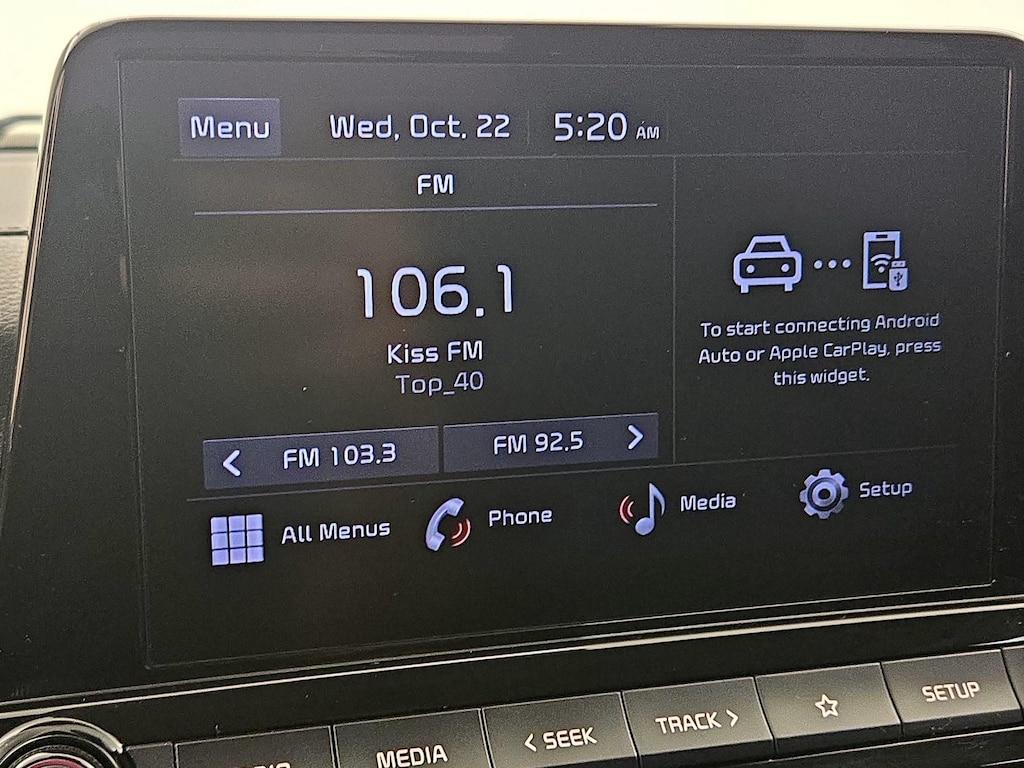 Menu Wed, Oct. 22 5:20 AM
FM
106.1
Kiss FM
Top_40
To start connecting Android
Auto or Apple CarPlay, press
this widget.
< FM 103.3 FM 92.5 >
All Menus Phone Media Setup
MEDIA < SEEK TRACK > SETUP